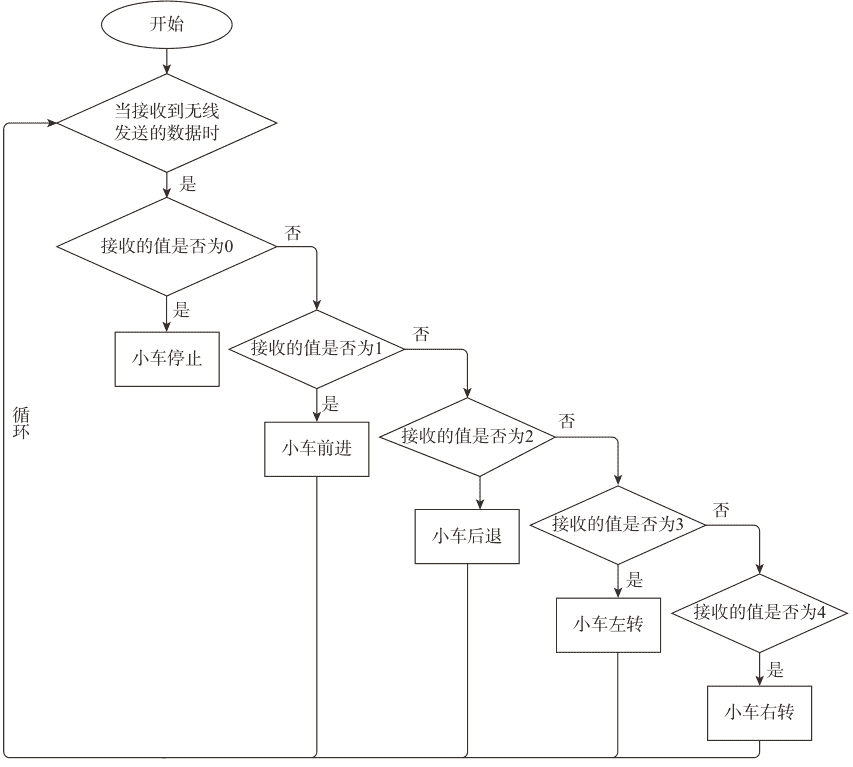 开始
当接收到无线
发送的数据时
是
接收的值是否为0
否
是
小车停止
接收的值是否为1
否
是
小车前进
接收的值是否为2
否
小车后退
接收的值是否为3
否
是
小车左转
接收的值是否为4
是
小车右转
循环